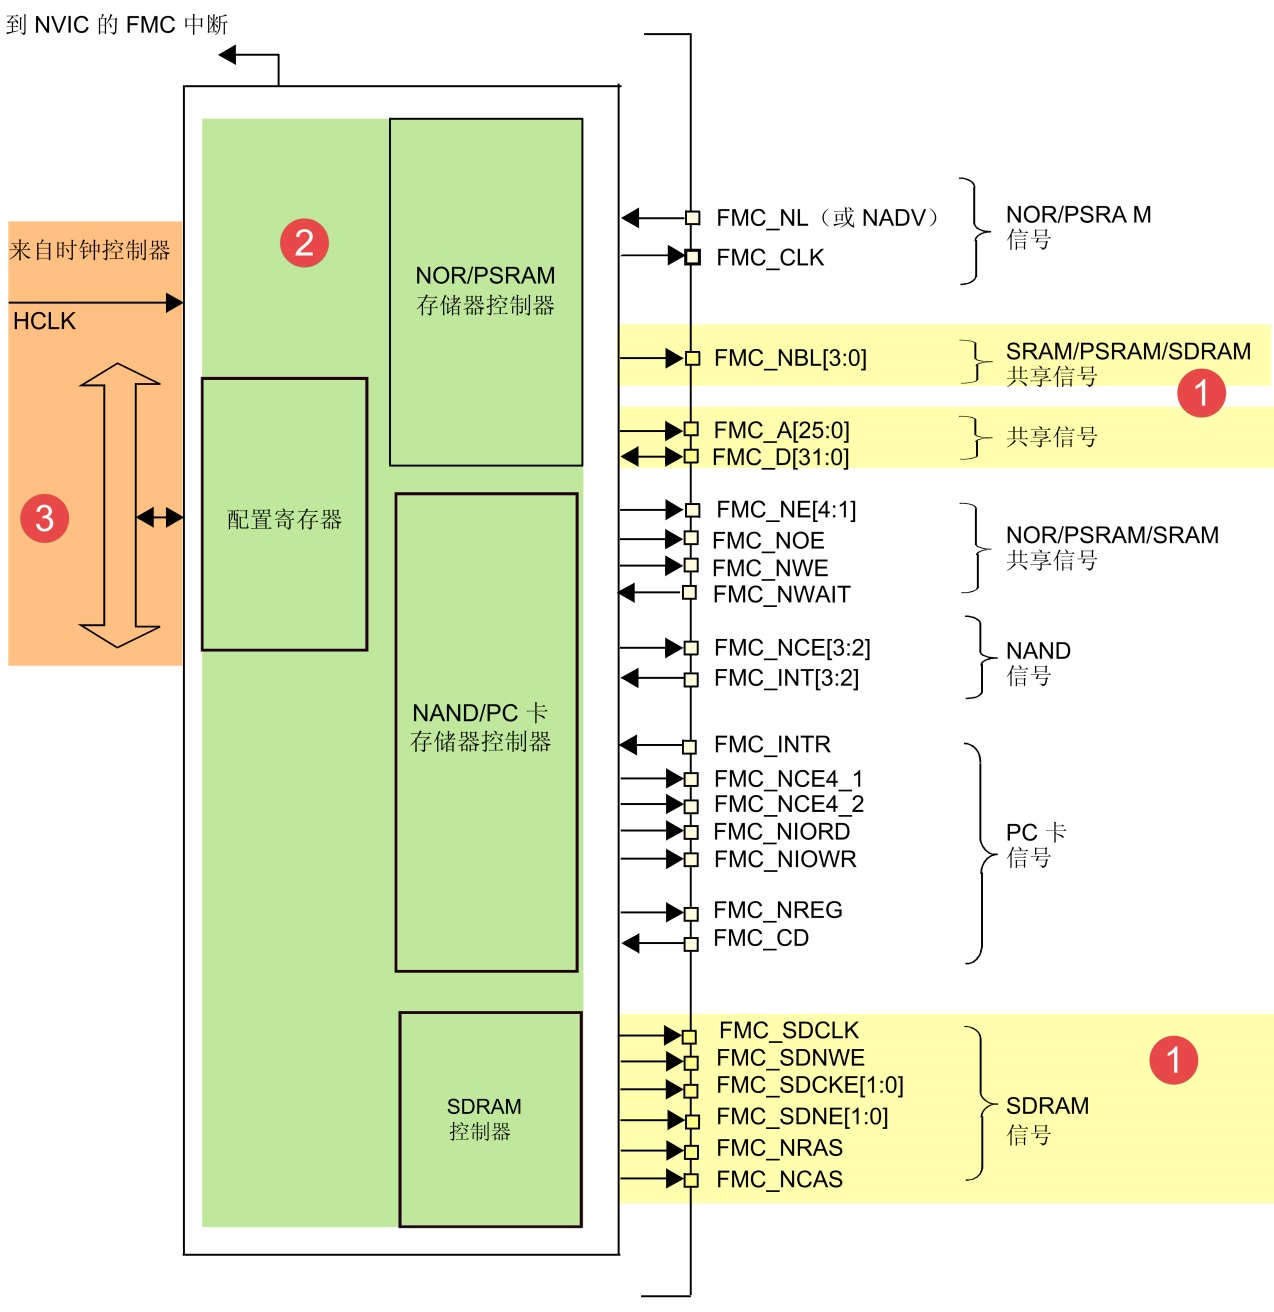 到 NVIC 的 FMC 中断
来自时钟控制器
HCLK
3
2
NOR/PSRAM
存储器控制器
配置寄存器
NAND/PC 卡
存储器控制器
SDRAM
控制器
FMC_NL（或 NADV）
FMC_CLK
NOR/PSRA M
信号
FMC_NBL[3:0]
SRAM/PSRAM/SDRAM
共享信号
1
FMC_A[25:0]
FMC_D[31:0]
共享信号
FMC_NE[4:1]
FMC_NOE
FMC_NWE
FMC_NWAIT
NOR/PSRAM/SRAM
共享信号
FMC_NCE[3:2]
FMC_INT[3:2]
NAND
信号
FMC_INTR
FMC_NCE4_1
FMC_NCE4_2
FMC_NIORD
FMC_NIOWR
FMC_NREG
FMC_CD
PC 卡
信号
FMC_SDCLK
FMC_SDNWE
FMC_SDCKE[1:0]
FMC_SDNE[1:0]
FMC_NRAS
FMC_NCAS
1
SDRAM
信号